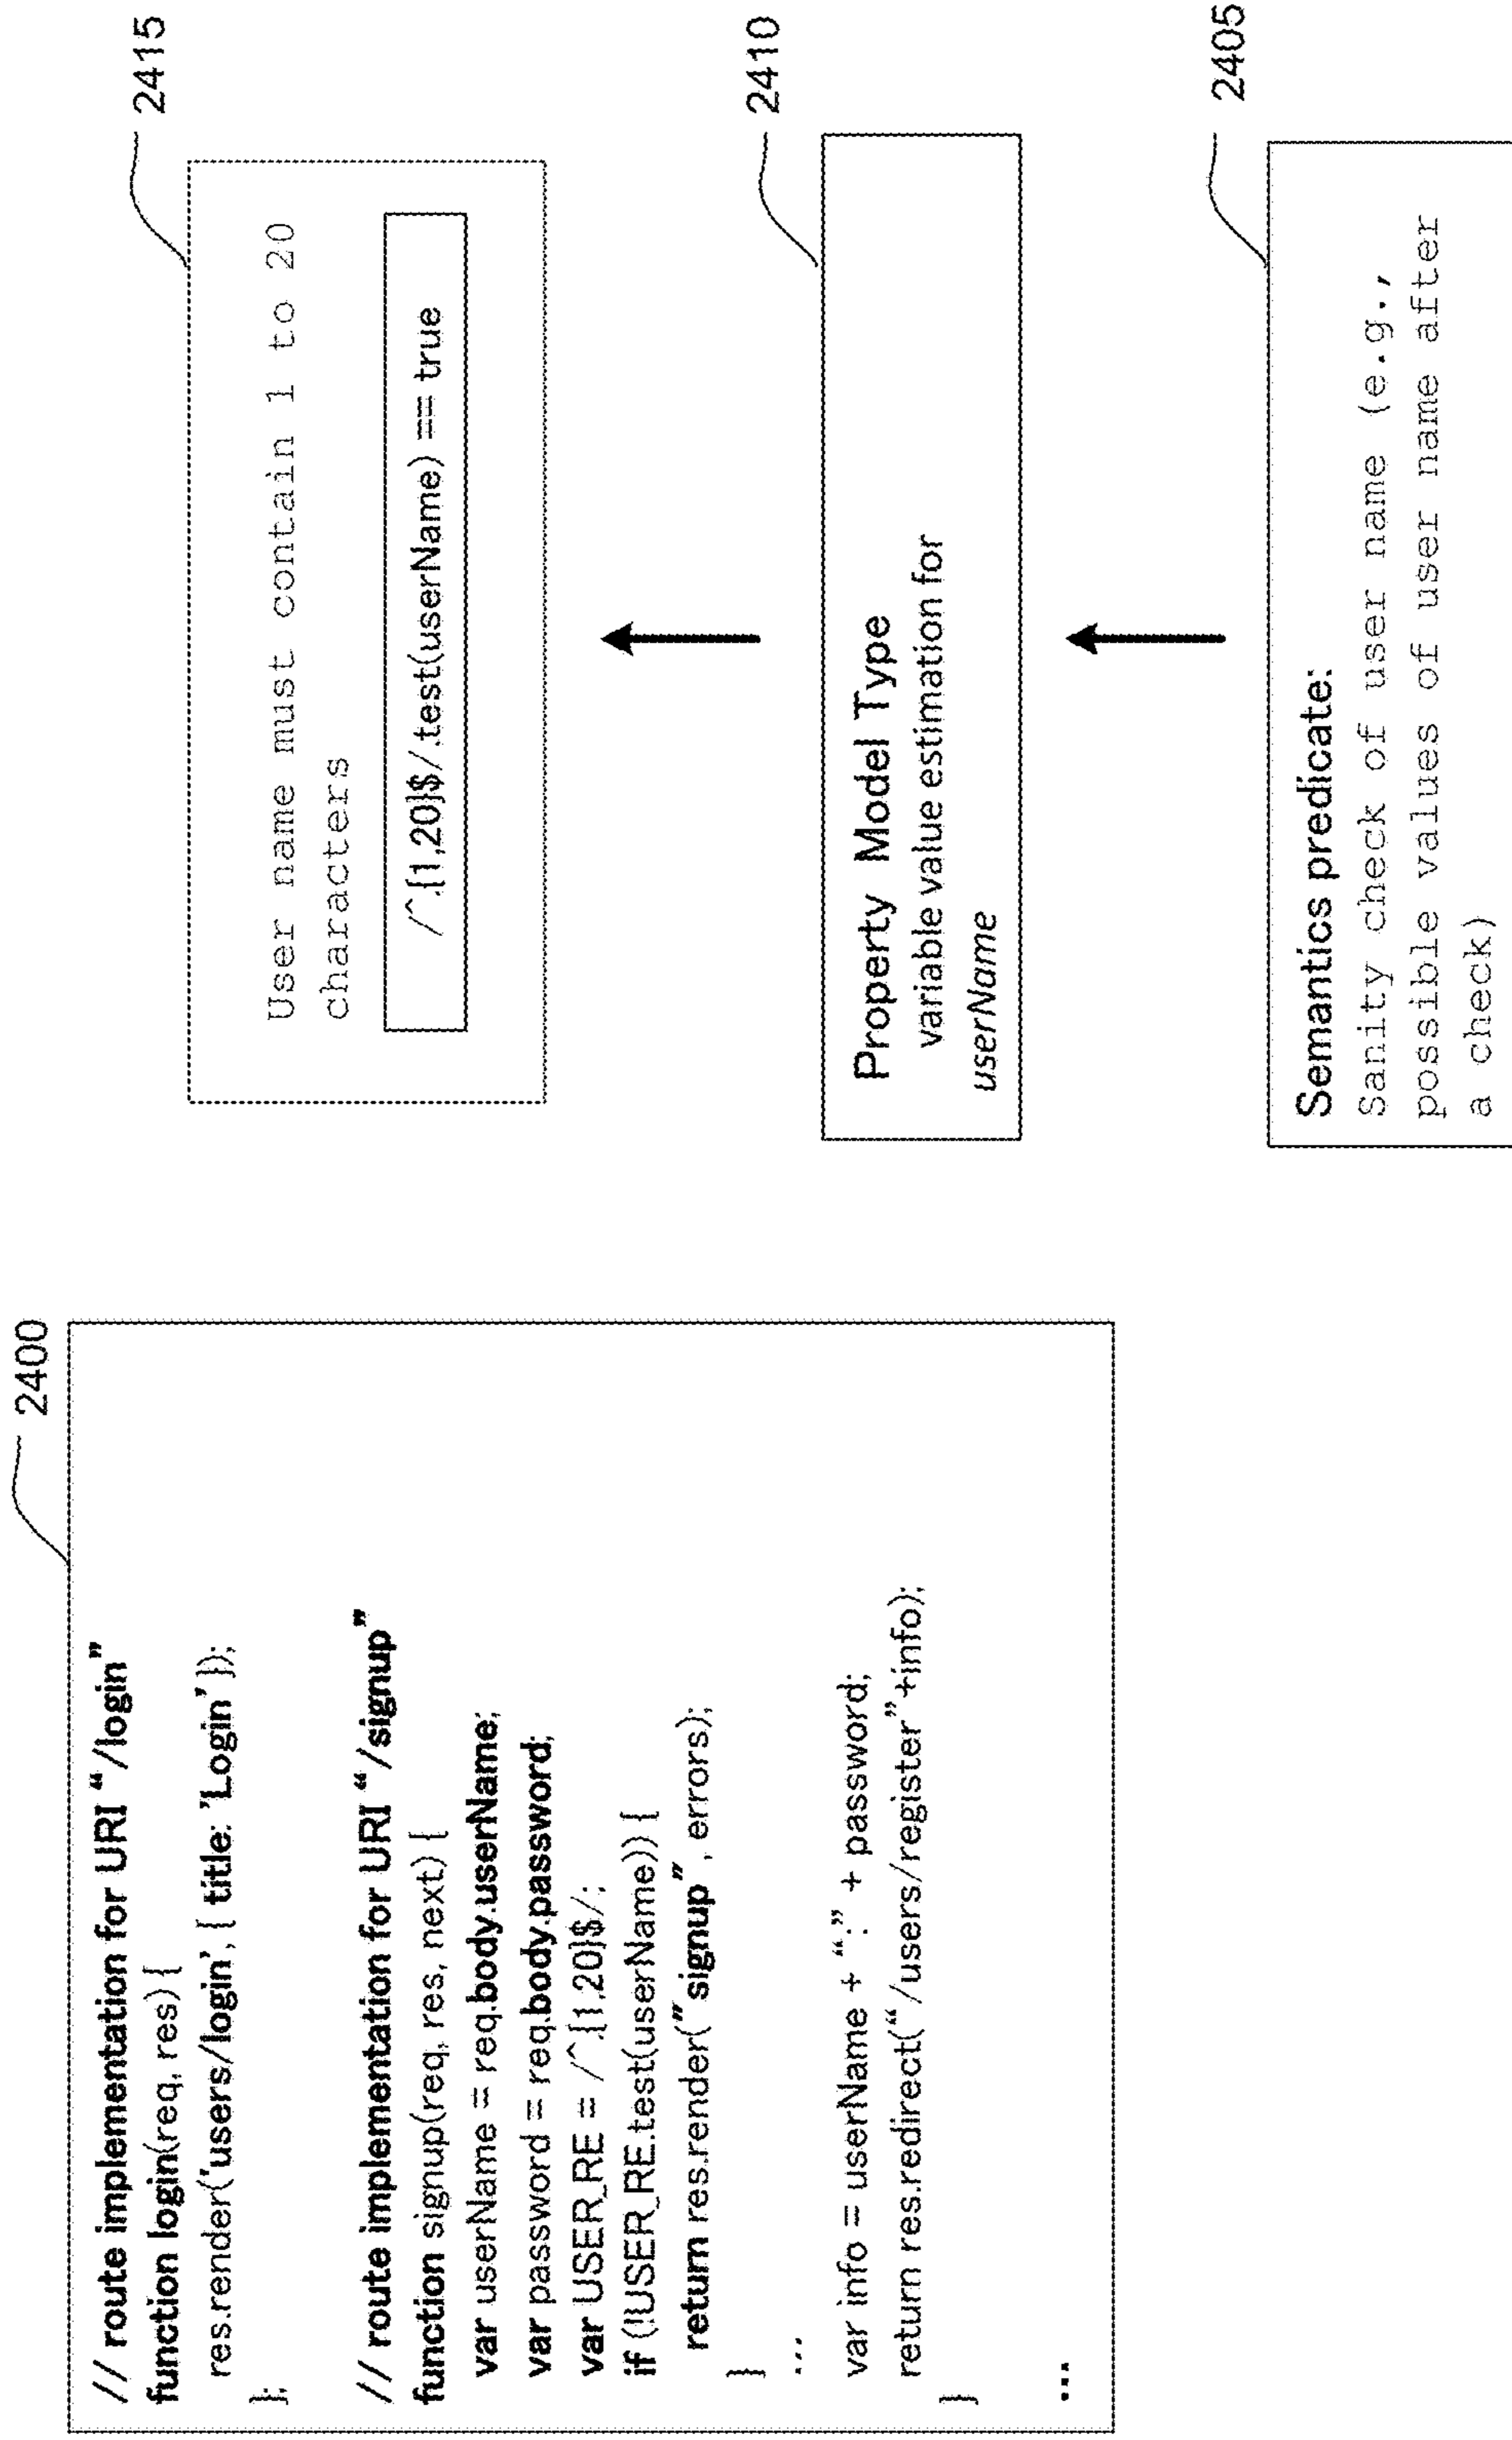 2400
// route implementation for URI “/login”
function login(req, res) {
res.render('users/login', { title: 'Login' });
};
// route implementation for URI “/signup”
function signup(req, res, next) {
var userName = req.body.userName;
var password = req.body.password;
var USER_RE = /^.{1,20}$/;
if (!USER_RE.test(userName)) {
return res.render("signup", errors);
}
...
var info = userName + “:” + password;
return res.redirect(“/users/register”+info);
}
...
2415
User name must contain 1 to 20
characters
/^.{1,20}$/.test(userName) == true
2410
Property Model Type
variable value estimation for
userName
2405
Semantics predicate:
Sanity check of user name (e.g.,
possible values of user name after
a check)